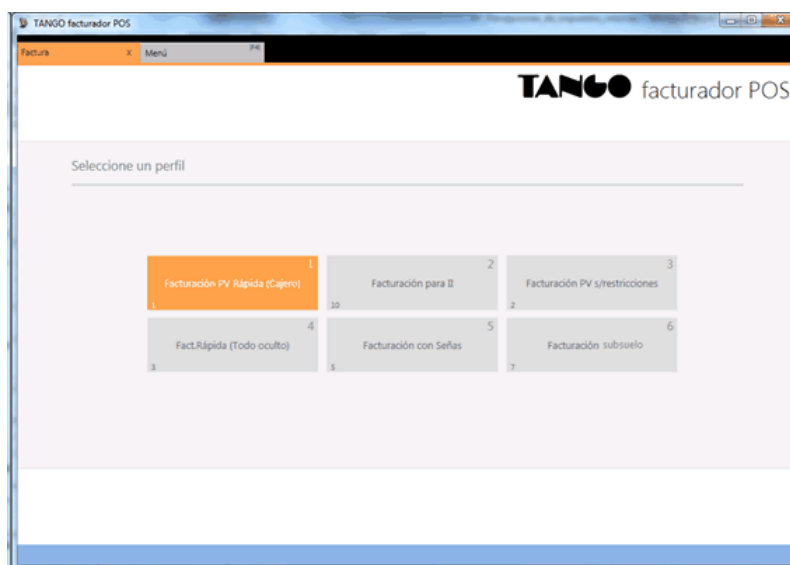 TANGO facturador POS
Factura X Menú [F4]
TANGO facturador POS
Seleccione un perfil
1 2 3
Facturación PV Rápida (Cajero) Facturación para II Facturación PV s/restricciones
1 10 2
4 5 6
Fact.Rápida (Todo oculto) Facturación con Señas Facturación subsuelo
3 5 7